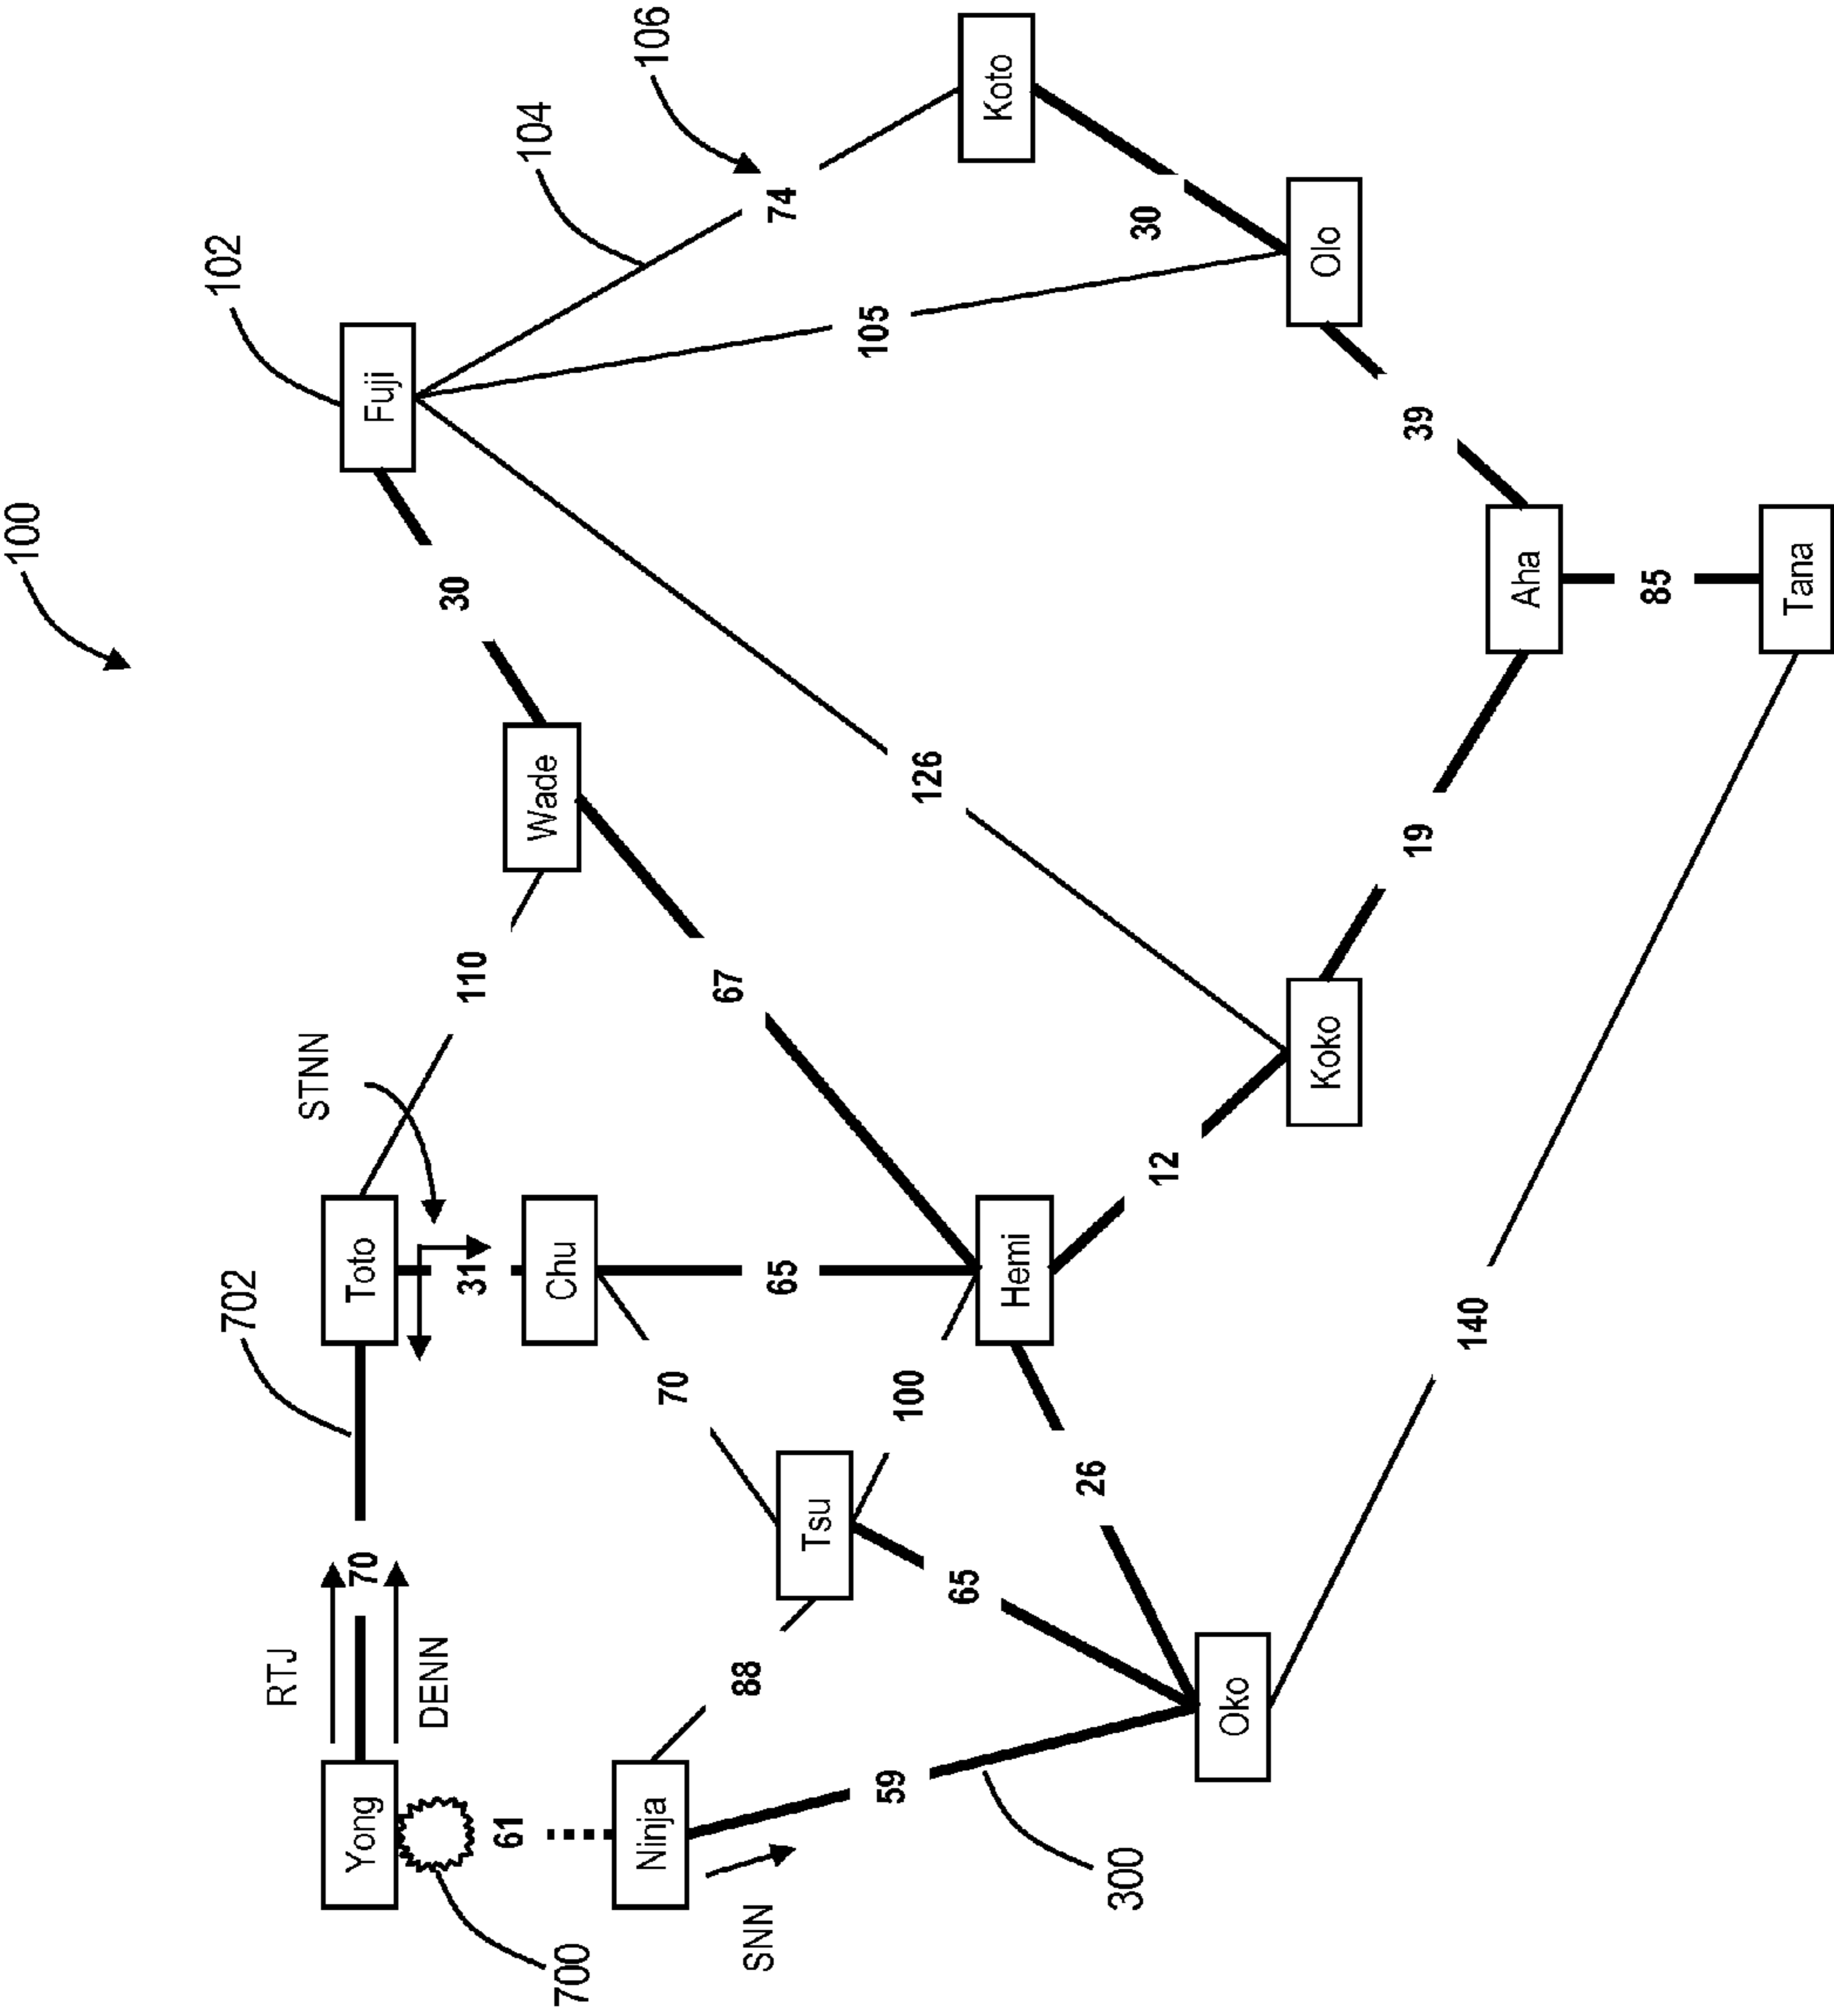 100
702
102
RTJ
STNN
Yong
70
Toto
Fuji
DENN
30
31
110
61
104
Wade
Chu
700
Ninja
106
70
67
88
SNN
65
74
Tsu
105
59
100
126
65
Koto
Hemi
26
300
30
12
Oko
Koko
Olo
19
39
140
Aha
85
Tana